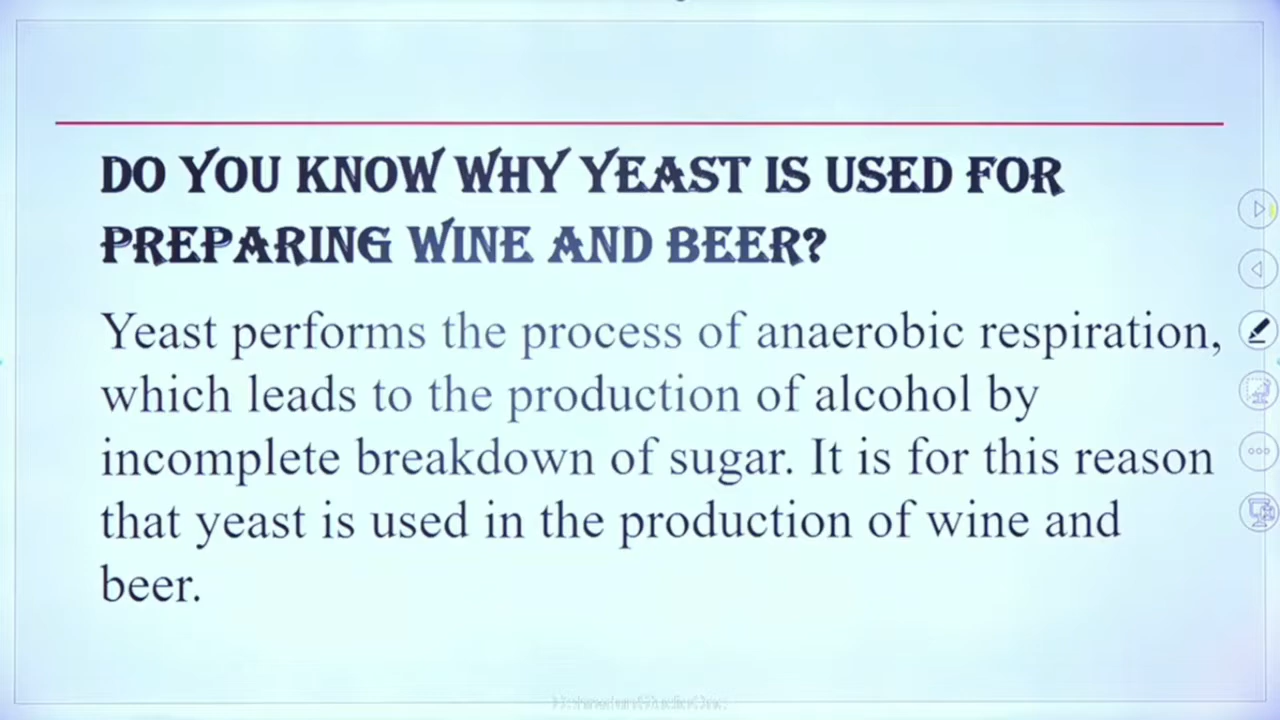 DO YOU KNOW WHY YEAST IS USED FOR
PREPARING WINE AND BEER?
Yeast performs the process of anaerobic respiration,
which leads to the production of alcohol by
incomplete breakdown of sugar. It is for this reason
that yeast is used in the production of wine and
beer.